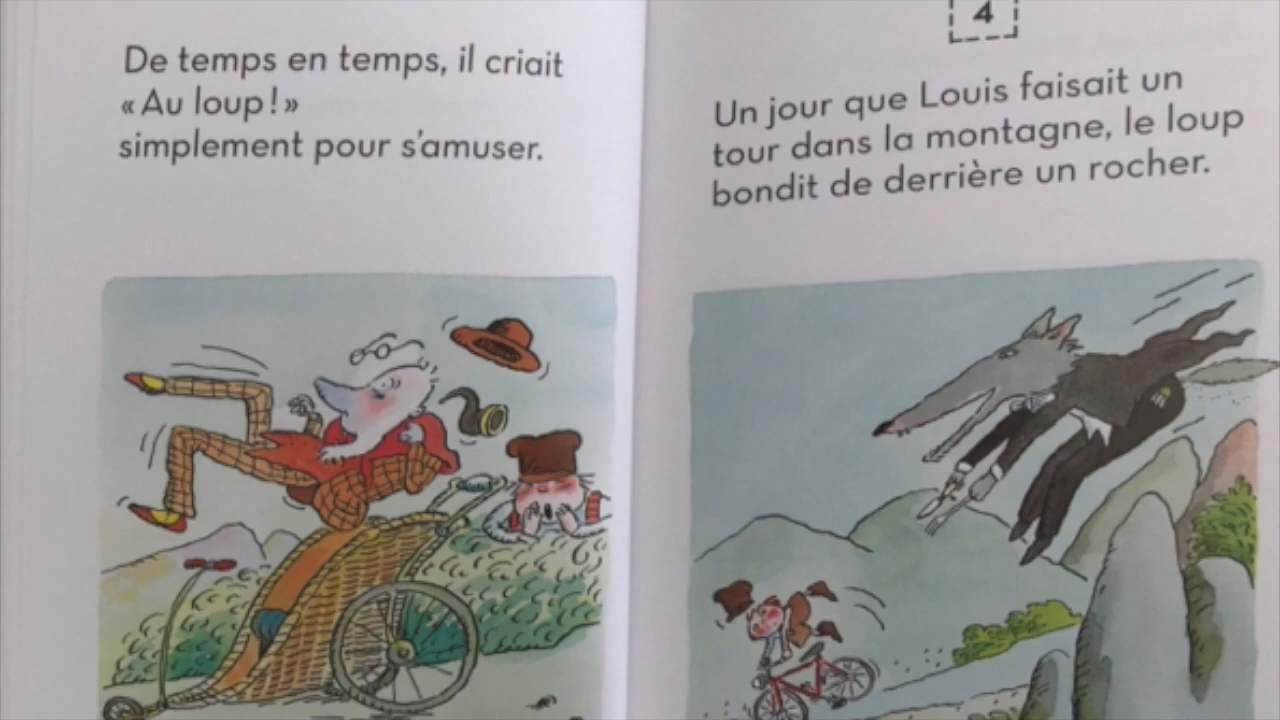 De temps en temps, il criait
« Au loup ! »
simplement pour s'amuser.
4
Un jour que Louis faisait un
tour dans la montagne, le loup
bondit de derrière un rocher.